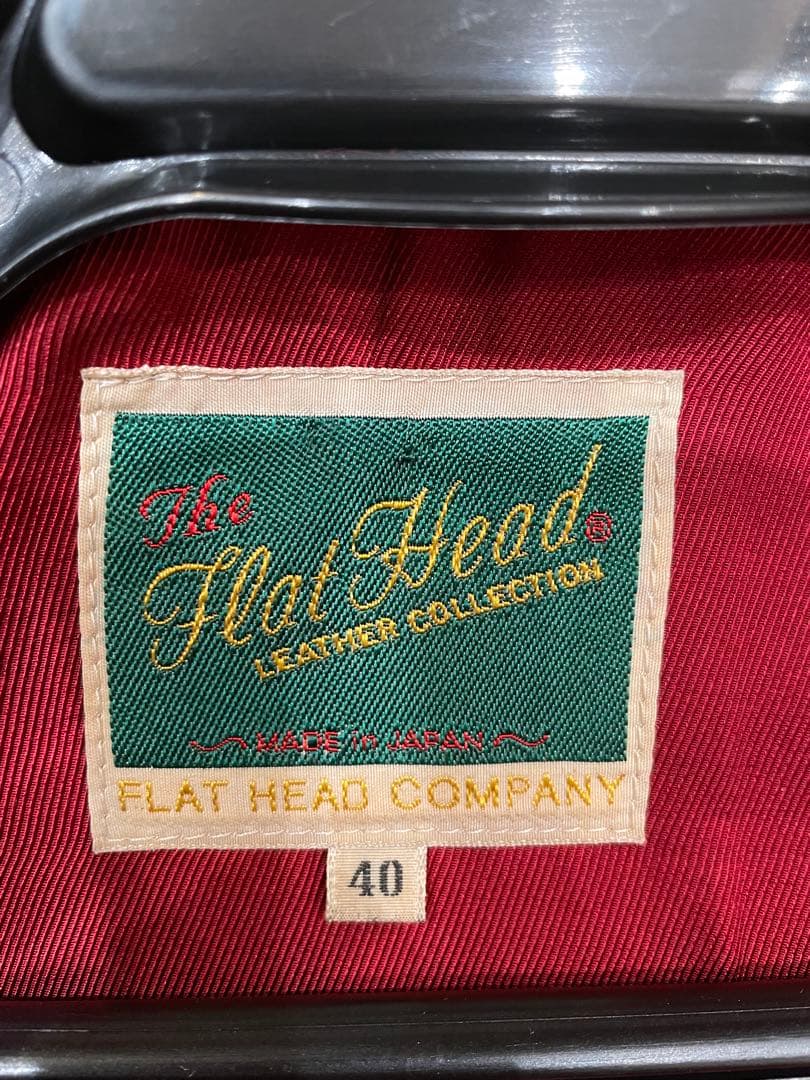 The
Flat Head®
LEATHER COLLECTION
MADE in JAPAN
FLAT HEAD COMPANY
40